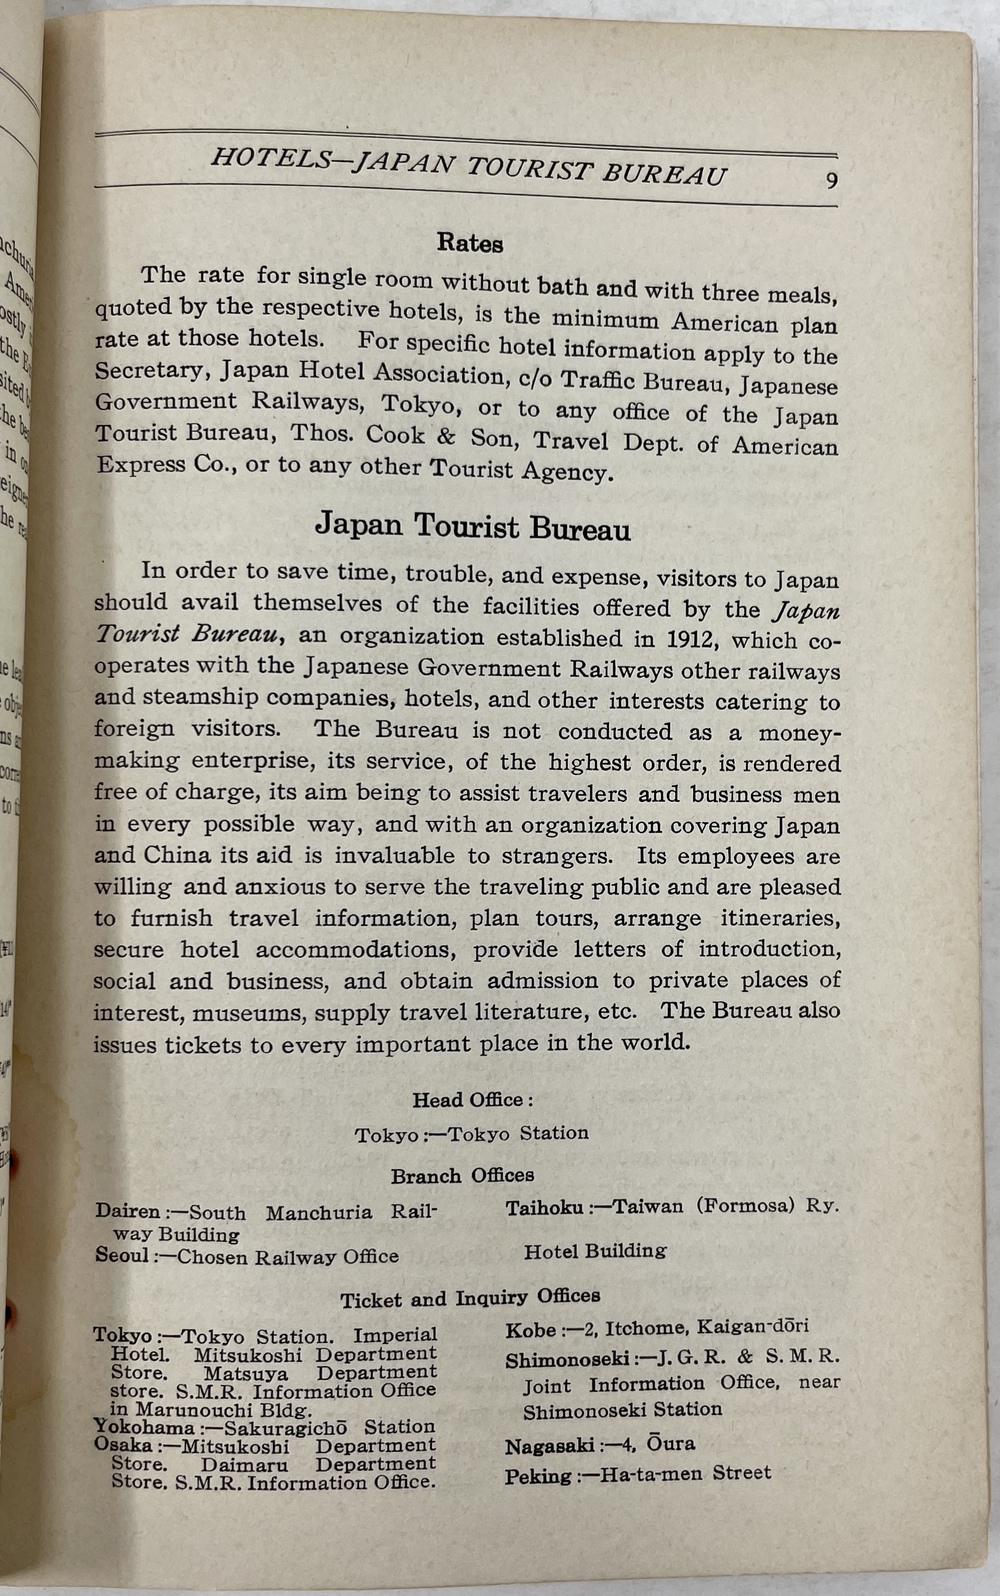 HOTELS—JAPAN TOURIST BUREAU 9
Rates
The rate for single room without bath and with three meals,
quoted by the respective hotels, is the minimum American plan
rate at those hotels. For specific hotel information apply to the
Secretary, Japan Hotel Association, c/o Traffic Bureau, Japanese
Government Railways, Tokyo, or to any office of the Japan
Tourist Bureau, Thos. Cook & Son, Travel Dept. of American
Express Co., or to any other Tourist Agency.
Japan Tourist Bureau
In order to save time, trouble, and expense, visitors to Japan
should avail themselves of the facilities offered by the Japan
Tourist Bureau, an organization established in 1912, which co-
operates with the Japanese Government Railways other railways
and steamship companies, hotels, and other interests catering to
foreign visitors. The Bureau is not conducted as a money-
making enterprise, its service, of the highest order, is rendered
free of charge, its aim being to assist travelers and business men
in every possible way, and with an organization covering Japan
and China its aid is invaluable to strangers. Its employees are
willing and anxious to serve the traveling public and are pleased
to furnish travel information, plan tours, arrange itineraries,
secure hotel accommodations, provide letters of introduction,
social and business, and obtain admission to private places of
interest, museums, supply travel literature, etc. The Bureau also
issues tickets to every important place in the world.
Head Office:
Tokyo:—Tokyo Station
Branch Offices
Dairen:—South Manchuria Rail-
way Building
Seoul:—Chosen Railway Office
Taihoku:—Taiwan (Formosa) Ry.
Hotel Building
Ticket and Inquiry Offices
Tokyo:—Tokyo Station. Imperial
Hotel. Mitsukoshi Department
Store. Matsuya Department
store. S.M.R. Information Office
in Marunouchi Bldg.
Yokohama:—Sakuragichō Station
Osaka:—Mitsukoshi Department
Store. Daimaru Department
Store. S.M.R. Information Office.
Kobe:—2, Itchome, Kaigan-dōri
Shimonoseki:—J. G. R. & S. M. R.
Joint Information Office, near
Shimonoseki Station
Nagasaki:—4, Ōura
Peking:—Ha-ta-men Street